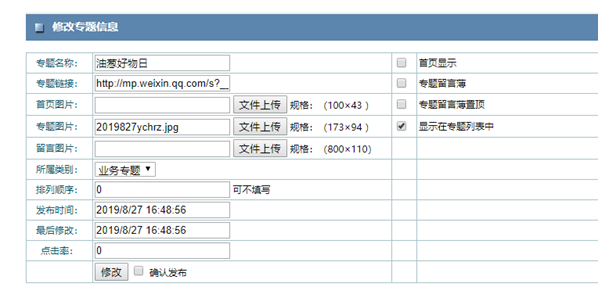 修改专题信息
专题名称： 油葱好物日 首页显示
专题链接： http://mp.weixin.qq.com/s?_ 专题留言薄
首页图片： 文件上传 规格： （100×43 ） 专题留言薄置顶
专题图片： 2019827ychrz.jpg 文件上传 规格： （173×94 ） 显示在专题列表中
留言图片： 文件上传 规格： （800×110）
所属类别： 业务专题
排列顺序： 0 可不填写
发布时间： 2019/8/27 16:48:56
最后修改： 2019/8/27 16:48:56
点击率： 0
修改 确认发布